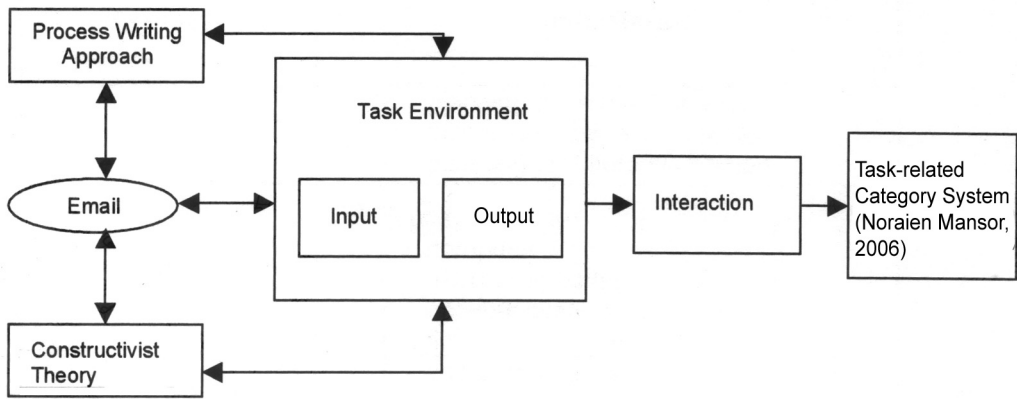 Process Writing
Approach
Task Environment
Email
Input
Output
Interaction
Task-related
Category System
(Noraien Mansor,
2006)
Constructivist
Theory